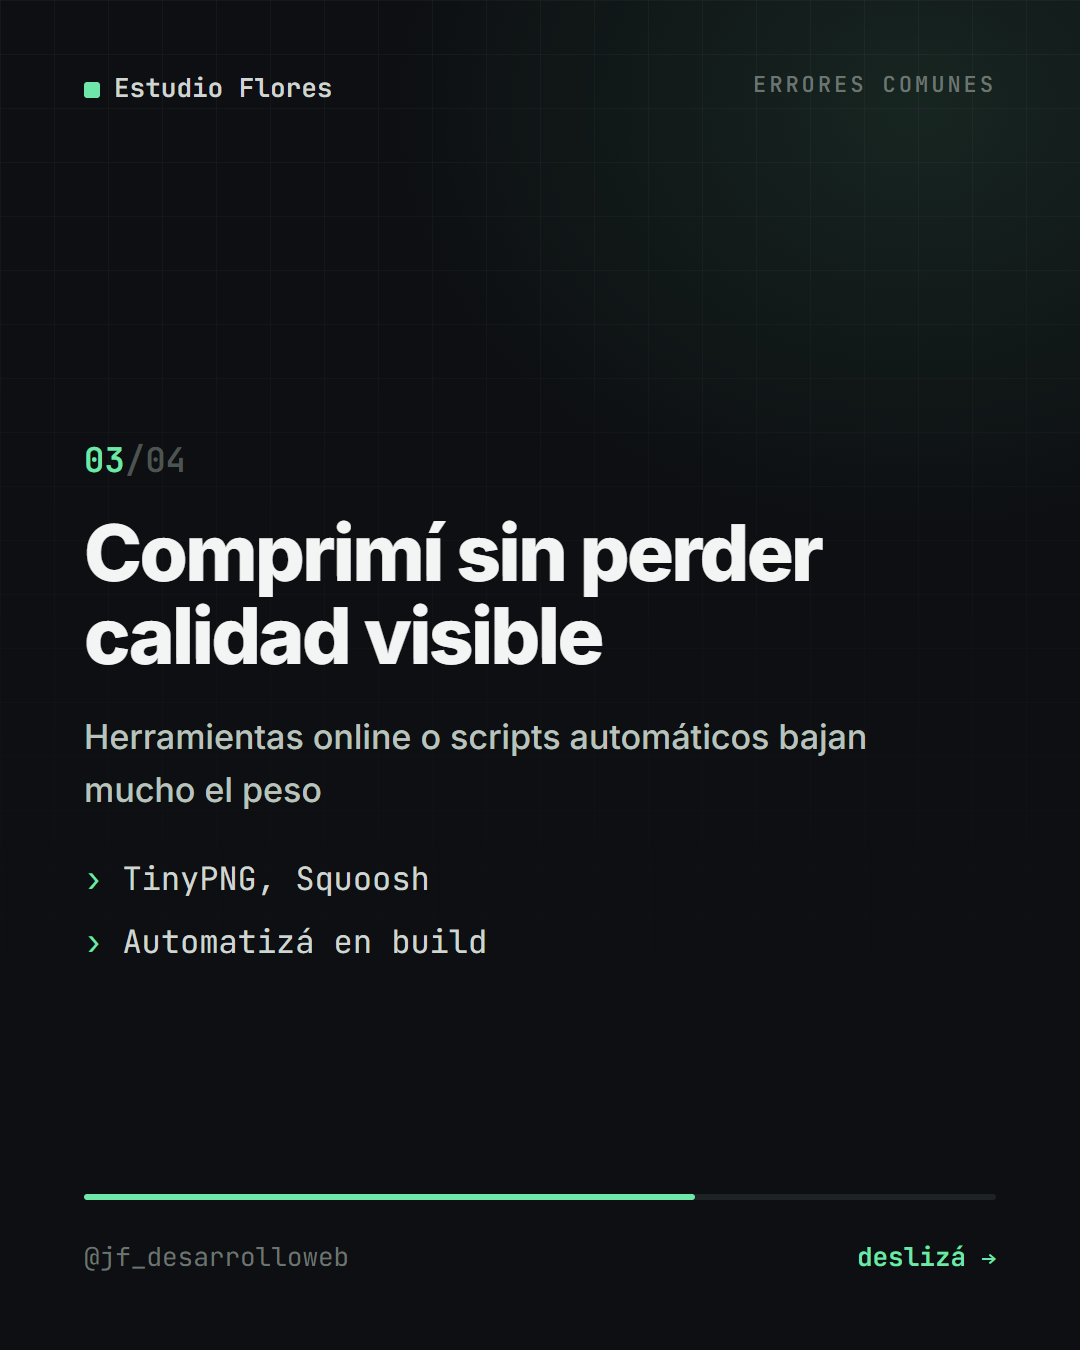 Estudio Flores
ERRORES COMUNES
03/04
Comprimí sin perder
calidad visible
Herramientas online o scripts automáticos bajan
mucho el peso
› TinyPNG, Squoosh
› Automatizá en build
@jf_desarrolloweb
deslizá →